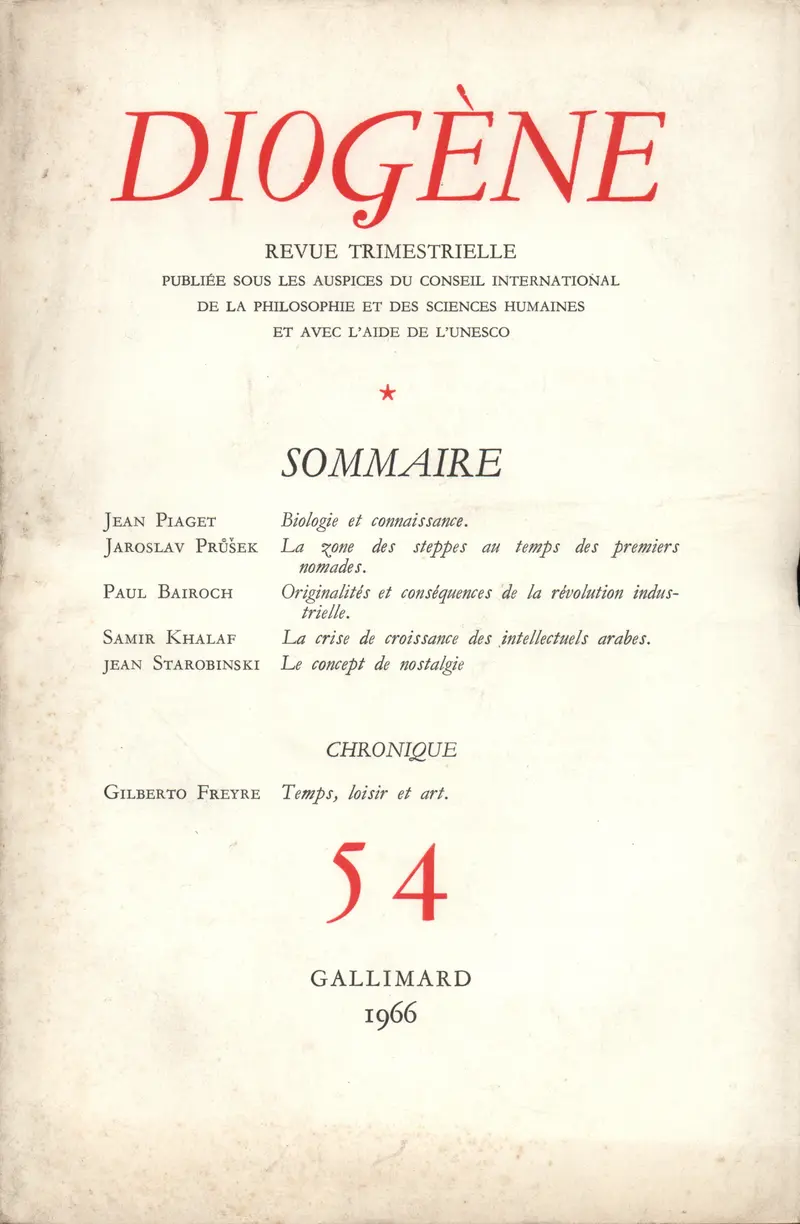 DIOGÈNE
REVUE TRIMESTRIELLE
PUBLIÉE SOUS LES AUSPICES DU CONSEIL INTERNATIONAL
DE LA PHILOSOPHIE ET DES SCIENCES HUMAINES
ET AVEC L'AIDE DE L'UNESCO
★
SOMMAIRE
JEAN PIAGET Biologie et connaissance.
JAROSLAV PRŮŠEK La zone des steppes au temps des premiers
nomades.
PAUL BAIROCH Originalités et conséquences de la révolution indus-
trielle.
SAMIR KHALAF La crise de croissance des intellectuels arabes.
JEAN STAROBINSKI Le concept de nostalgie
CHRONIQUE
GILBERTO FREYRE Temps, loisir et art.
54
GALLIMARD
1966